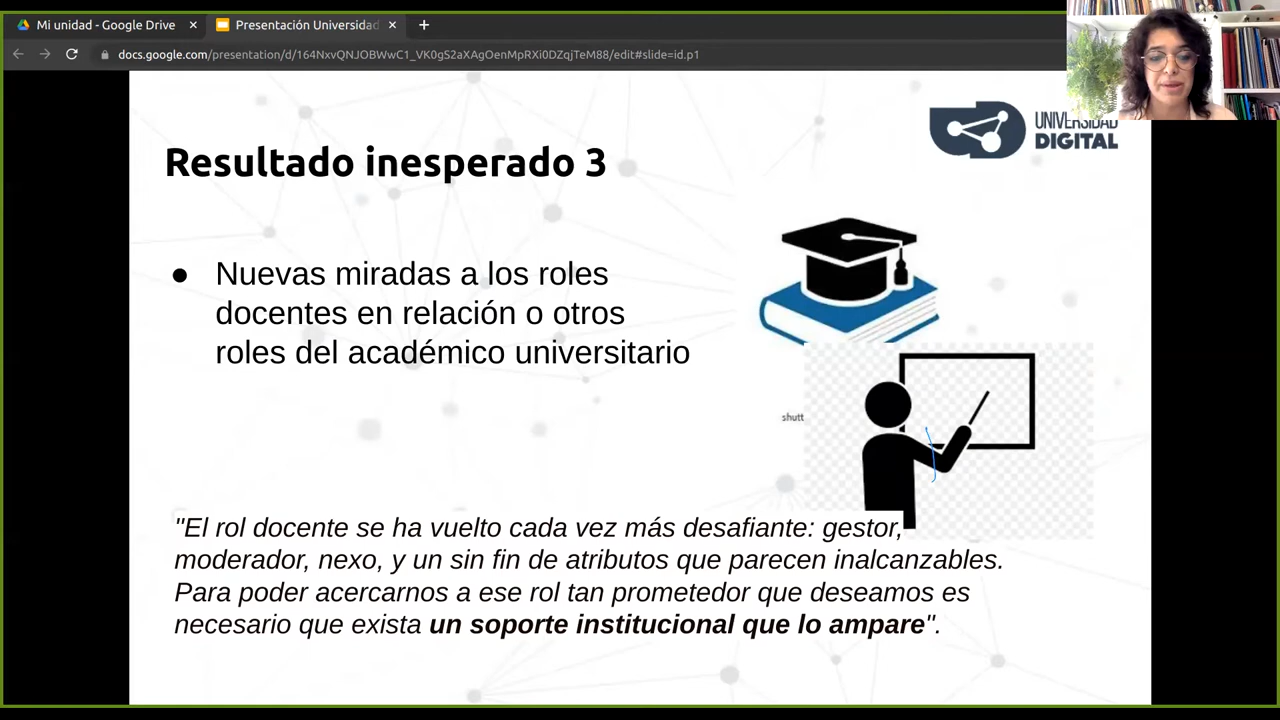 Mi unidad - Google Drive
Presentación Universidad
docs.google.com/presentation/d/164NxvQNJOBWwC1_VK0gS2aXAgOenMpRXi0DZqjTeM88/edit#slide=id.p1
UNIVERSIDAD
DIGITAL
Resultado inesperado 3
● Nuevas miradas a los roles
docentes en relación o otros
roles del académico universitario
shutt
"El rol docente se ha vuelto cada vez más desafiante: gestor,
moderador, nexo, y un sin fin de atributos que parecen inalcanzables.
Para poder acercarnos a ese rol tan prometedor que deseamos es
necesario que exista un soporte institucional que lo ampare".